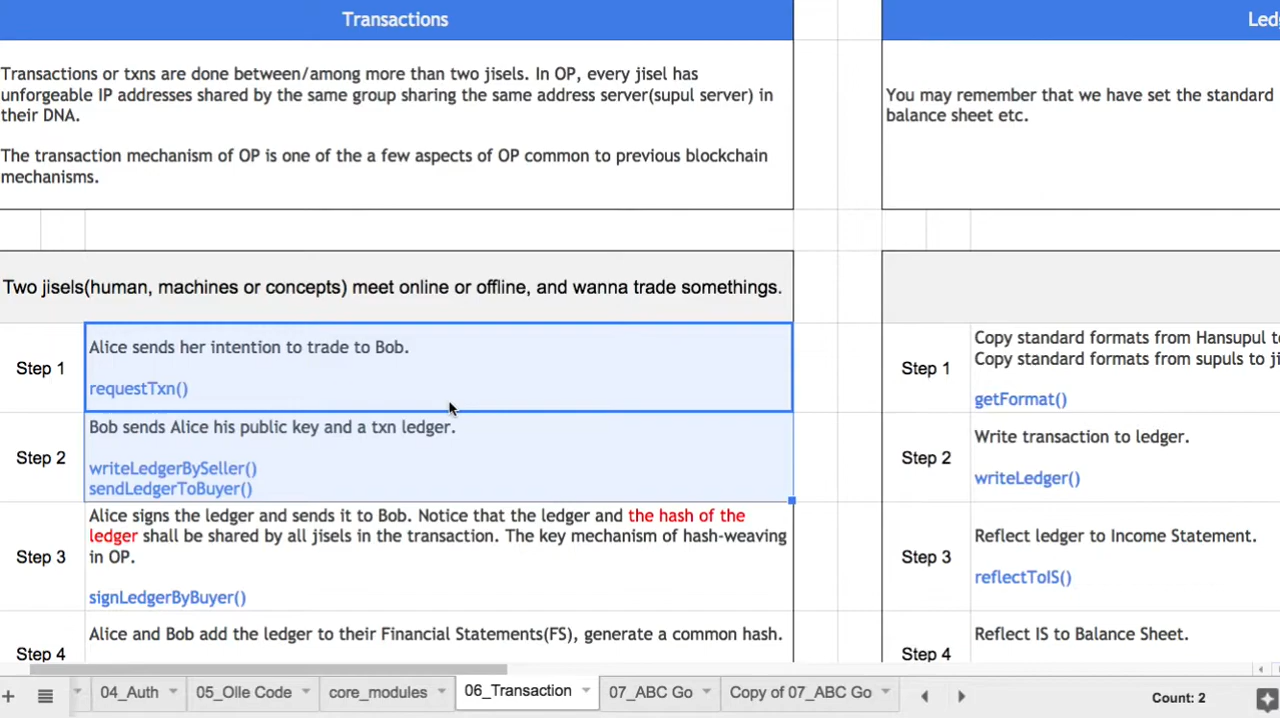 Transactions
Transactions or txns are done between/among more than two jisels. In OP, every jisel has
unforgeable IP addresses shared by the same group sharing the same address server(supul server) in
their DNA.
The transaction mechanism of OP is one of the a few aspects of OP common to previous blockchain
mechanisms.
Two jisels(human, machines or concepts) meet online or offline, and wanna trade somethings.
Step 1
Alice sends her intention to trade to Bob.
requestTxn()
Step 2
Bob sends Alice his public key and a txn ledger.
writeLedgerBySeller()
sendLedgerToBuyer()
Step 3
Alice signs the ledger and sends it to Bob. Notice that the ledger and the hash of the
ledger shall be shared by all jisels in the transaction. The key mechanism of hash-weaving
in OP.
signLedgerByBuyer()
Step 4
Alice and Bob add the ledger to their Financial Statements(FS), generate a common hash.
Led
You may remember that we have set the standard
balance sheet etc.
Step 1
Copy standard formats from Hansupul to
Copy standard formats from supuls to ji
getFormat()
Step 2
Write transaction to ledger.
writeLedger()
Step 3
Reflect ledger to Income Statement.
reflectToIS()
Step 4
Reflect IS to Balance Sheet.
04_Auth
05_Olle Code
core_modules
06_Transaction
07_ABC Go
Copy of 07_ABC Go
Count: 2